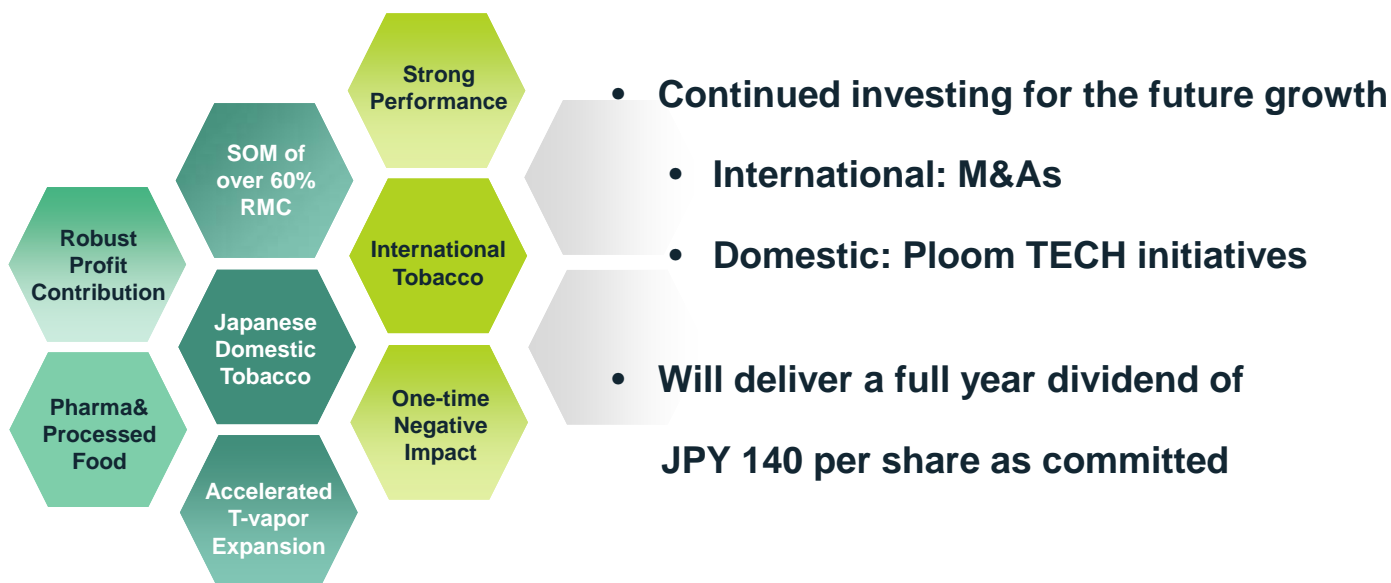 Strong
Performance
SOM of
over 60%
RMC
Robust
Profit
Contribution
International
Tobacco
Japanese
Domestic
Tobacco
Pharma&
Processed
Food
One-time
Negative
Impact
Accelerated
T-vapor
Expansion
• Continued investing for the future growth
• International: M&As
• Domestic: Ploom TECH initiatives
• Will deliver a full year dividend of
JPY 140 per share as committed